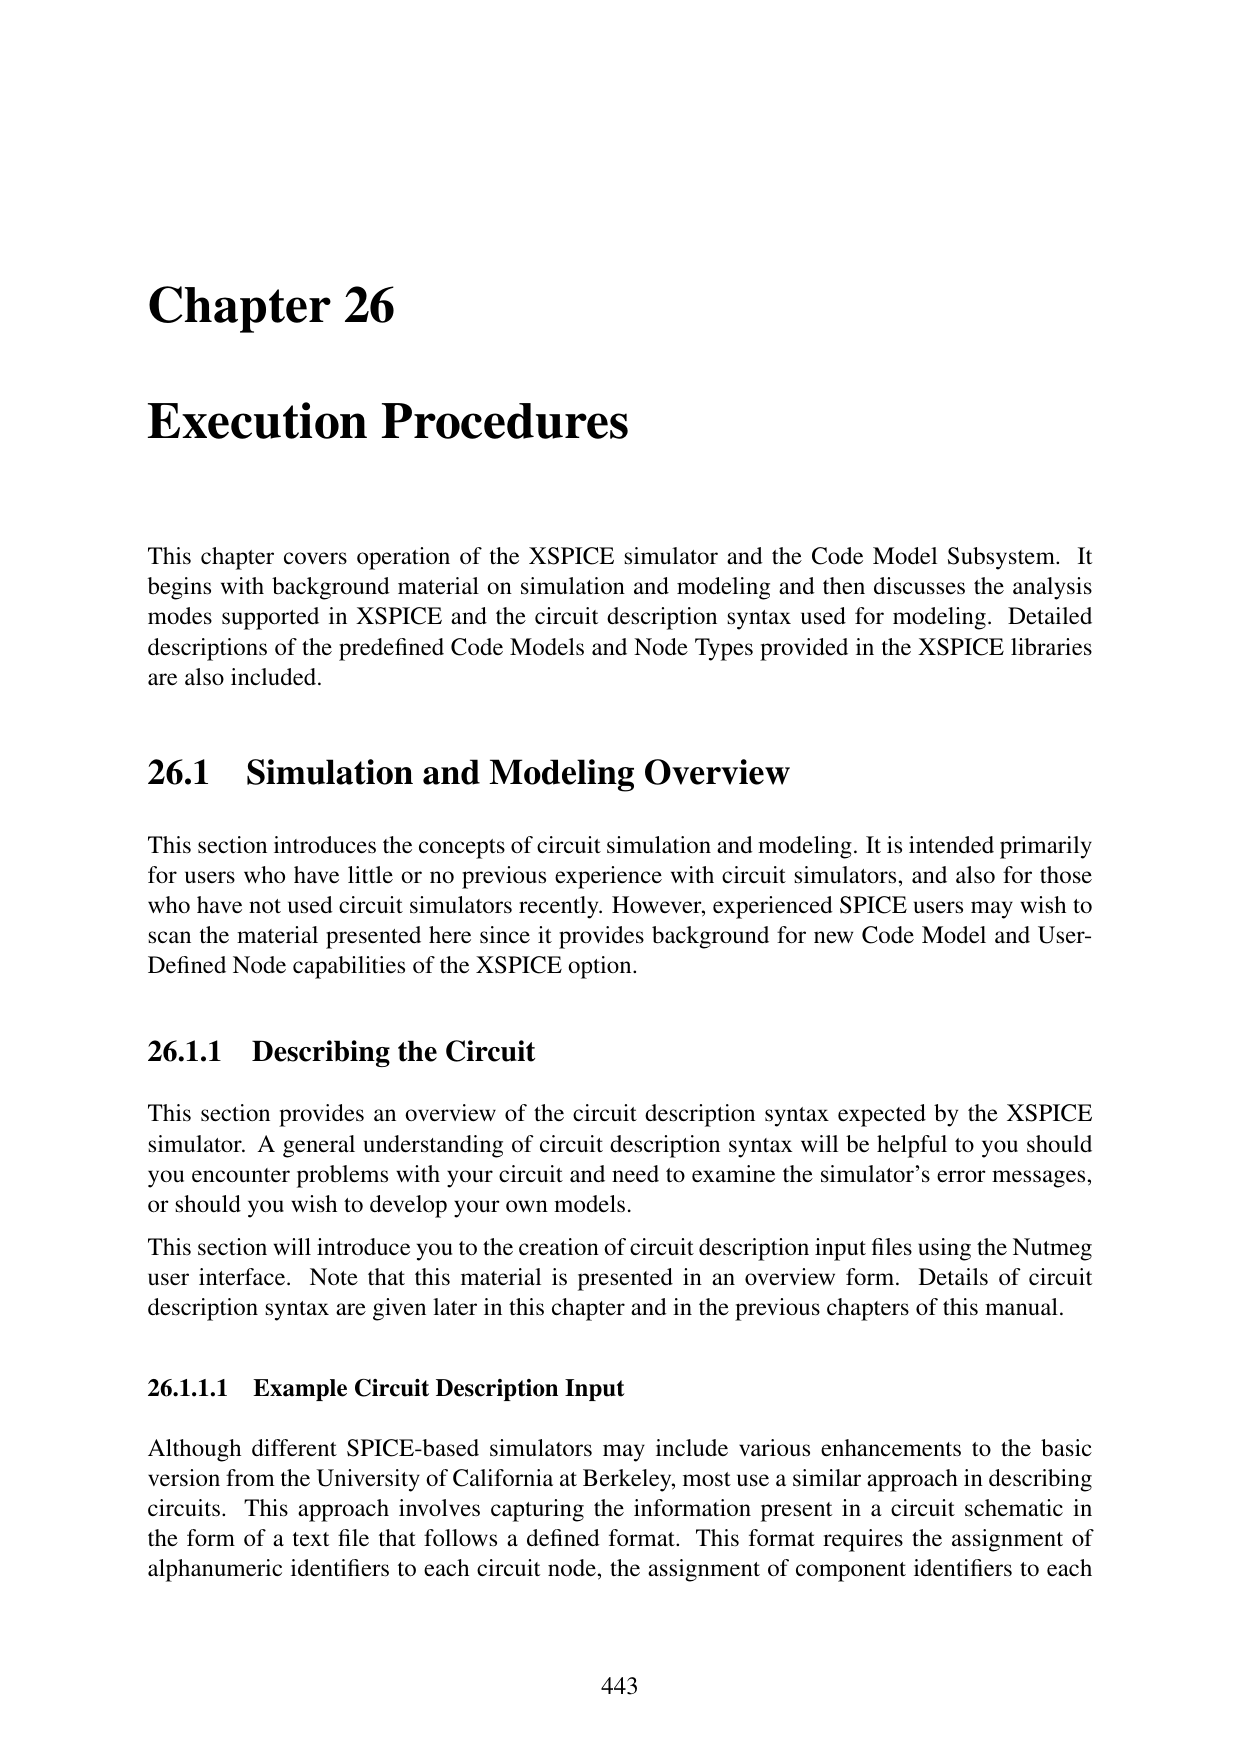 Chapter 26
Execution Procedures
This chapter covers operation of the XSPICE simulator and the Code Model Subsystem. It
begins with background material on simulation and modeling and then discusses the analysis
modes supported in XSPICE and the circuit description syntax used for modeling. Detailed
descriptions of the predefined Code Models and Node Types provided in the XSPICE libraries
are also included.
26.1 Simulation and Modeling Overview
This section introduces the concepts of circuit simulation and modeling. It is intended primarily
for users who have little or no previous experience with circuit simulators, and also for those
who have not used circuit simulators recently. However, experienced SPICE users may wish to
scan the material presented here since it provides background for new Code Model and User-
Defined Node capabilities of the XSPICE option.
26.1.1 Describing the Circuit
This section provides an overview of the circuit description syntax expected by the XSPICE
simulator. A general understanding of circuit description syntax will be helpful to you should
you encounter problems with your circuit and need to examine the simulator’s error messages,
or should you wish to develop your own models.
This section will introduce you to the creation of circuit description input files using the Nutmeg
user interface. Note that this material is presented in an overview form. Details of circuit
description syntax are given later in this chapter and in the previous chapters of this manual.
26.1.1.1 Example Circuit Description Input
Although different SPICE-based simulators may include various enhancements to the basic
version from the University of California at Berkeley, most use a similar approach in describing
circuits. This approach involves capturing the information present in a circuit schematic in
the form of a text file that follows a defined format. This format requires the assignment of
alphanumeric identifiers to each circuit node, the assignment of component identifiers to each
443